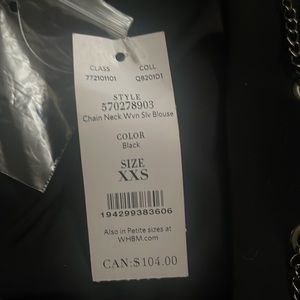 CLASS COLL
772101101 Q8201D1
STYLE
570278903
Chain Neck Wvn Slv Blouse
COLOR
Black
SIZE
XXS
194299383606
Also in Petite sizes at
WHBM.com
CAN:$104.00